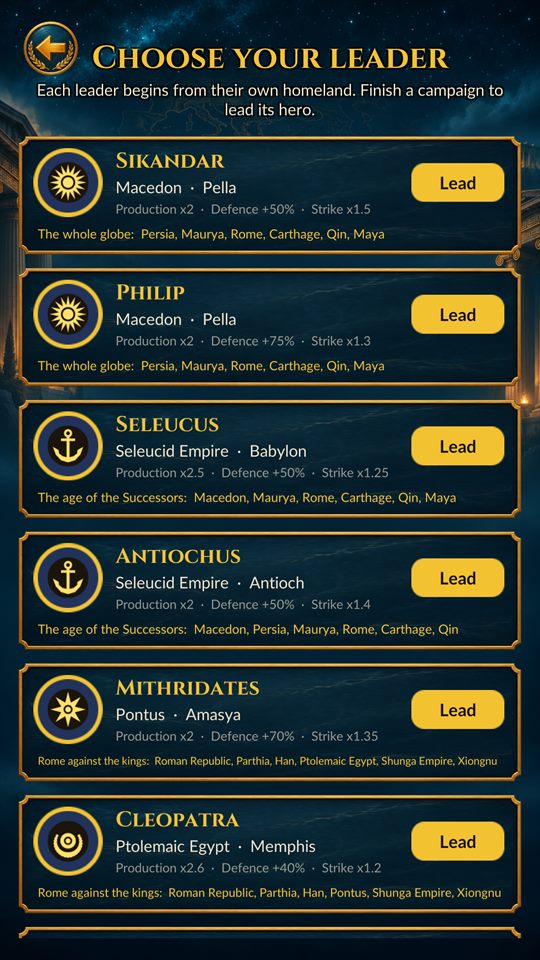 CHOOSE YOUR LEADER
Each leader begins from their own homeland. Finish a campaign to
lead its hero.
SIKANDAR
Macedon · Pella
Production x2 · Defence +50% · Strike x1.5
Lead
The whole globe: Persia, Maurya, Rome, Carthage, Qin, Maya
PHILIP
Macedon · Pella
Production x2 · Defence +75% · Strike x1.3
Lead
The whole globe: Persia, Maurya, Rome, Carthage, Qin, Maya
SELEUCUS
Seleucid Empire · Babylon
Production x2.5 · Defence +50% · Strike x1.25
Lead
The age of the Successors: Macedon, Maurya, Rome, Carthage, Qin, Maya
ANTIOCHUS
Seleucid Empire · Antioch
Production x2 · Defence +50% · Strike x1.4
Lead
The age of the Successors: Macedon, Persia, Maurya, Rome, Carthage, Qin
MITHRIDATES
Pontus · Amasya
Production x2 · Defence +70% · Strike x1.35
Lead
Rome against the kings: Roman Republic, Parthia, Han, Ptolemaic Egypt, Shunga Empire, Xiongnu
CLEOPATRA
Ptolemaic Egypt · Memphis
Production x2.6 · Defence +40% · Strike x1.2
Lead
Rome against the kings: Roman Republic, Parthia, Han, Pontus, Shunga Empire, Xiongnu